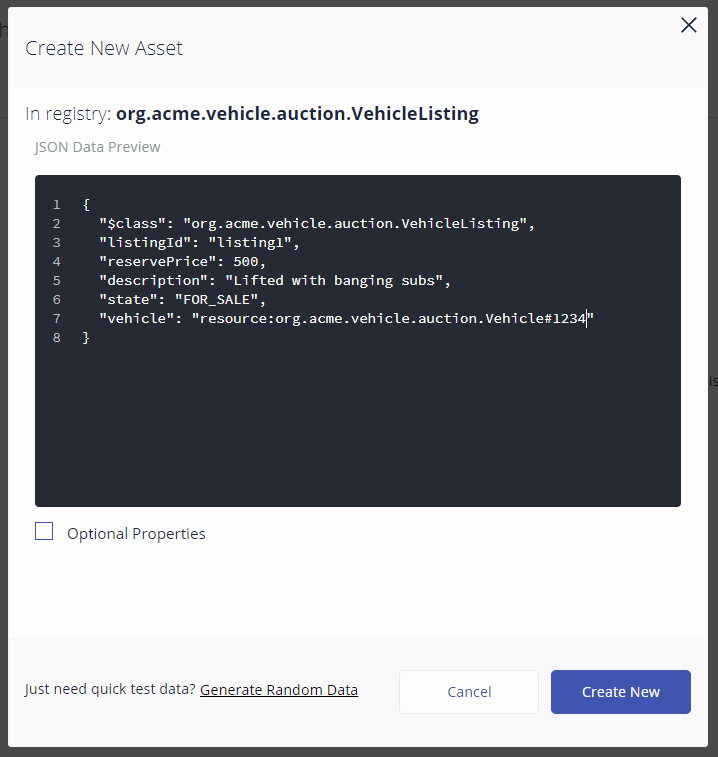 Create New Asset
In registry: org.acme.vehicle.auction.VehicleListing
JSON Data Preview
1 {
2 "$class": "org.acme.vehicle.auction.VehicleListing",
3 "listingId": "listing1",
4 "reservePrice": 500,
5 "description": "Lifted with banging subs",
6 "state": "FOR_SALE",
7 "vehicle": "resource:org.acme.vehicle.auction.Vehicle#1234"
8 }
is
Optional Properties
Just need quick test data? Generate Random Data
Cancel
Create New